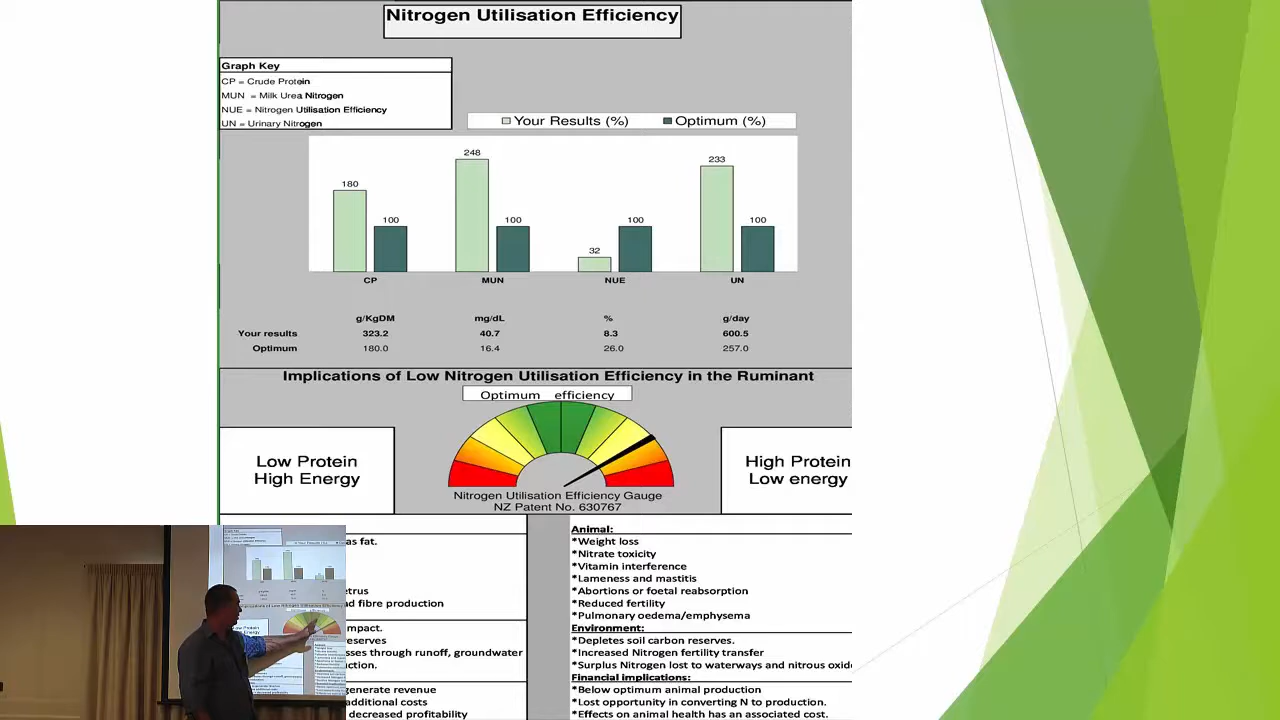 Nitrogen Utilisation Efficiency
Graph Key
CP = Crude Protein
MUN = Milk Urea Nitrogen
NUE = Nitrogen Utilisation Efficiency
UN = Urinary Nitrogen
Your Results (%) Optimum (%)
180 100 248 100 32 100 233 100
CP MUN NUE UN
g/KgDM mg/dL % g/day
Your results 323.2 40.7 8.3 600.5
Optimum 180.0 16.4 26.0 257.0
Implications of Low Nitrogen Utilisation Efficiency in the Ruminant
Optimum efficiency
Low Protein
High Energy
High Protein
Low energy
Nitrogen Utilisation Efficiency Gauge
NZ Patent No. 630767
as fat.
etrus
d fibre production
mpact.
eserves
sses through runoff, groundwater
ction.
generate revenue
additional costs
decreased profitability
Animal:
*Weight loss
*Nitrate toxicity
*Vitamin interference
*Lameness and mastitis
*Abortions or foetal reabsorption
*Reduced fertility
*Pulmonary oedema/emphysema
Environment:
*Depletes soil carbon reserves.
*Increased Nitrogen fertility transfer
*Surplus Nitrogen lost to waterways and nitrous oxide
Financial implications:
*Below optimum animal production
*Lost opportunity in converting N to production.
*Effects on animal health has an associated cost.